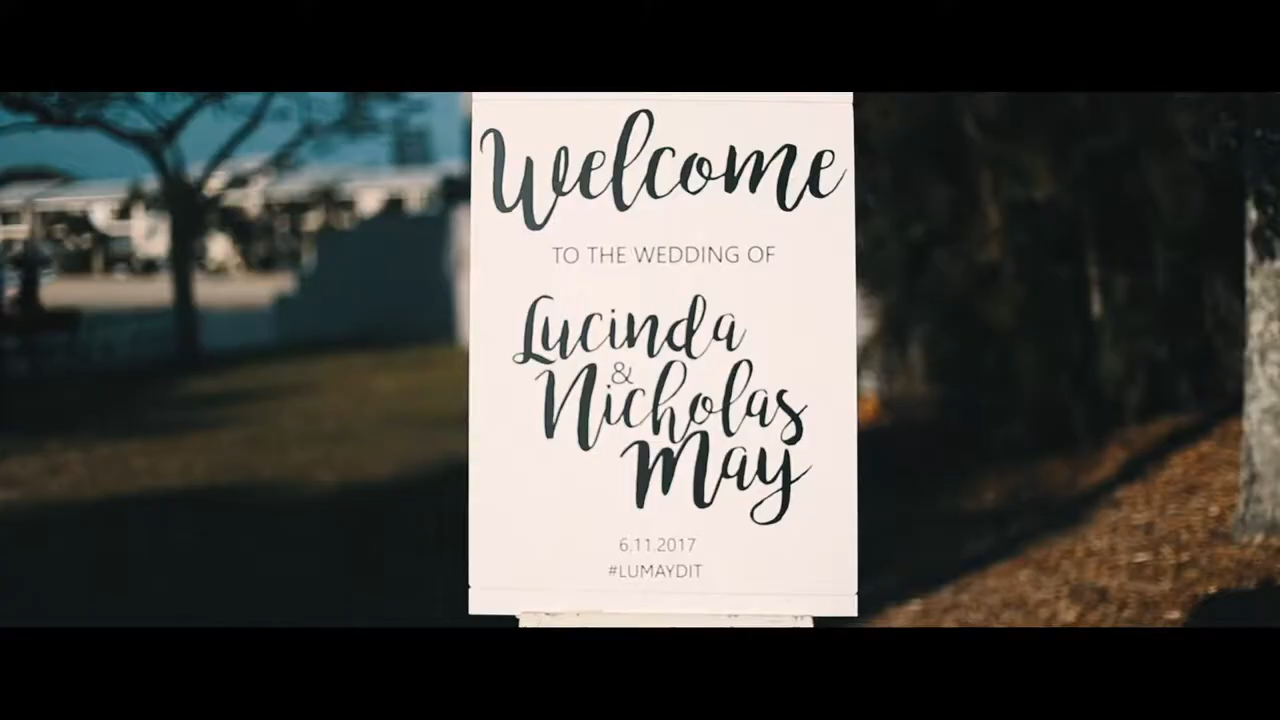 Welcome
TO THE WEDDING OF
Lucinda
&
Nicholas
May
6.11.2017
#LUMAYDIT